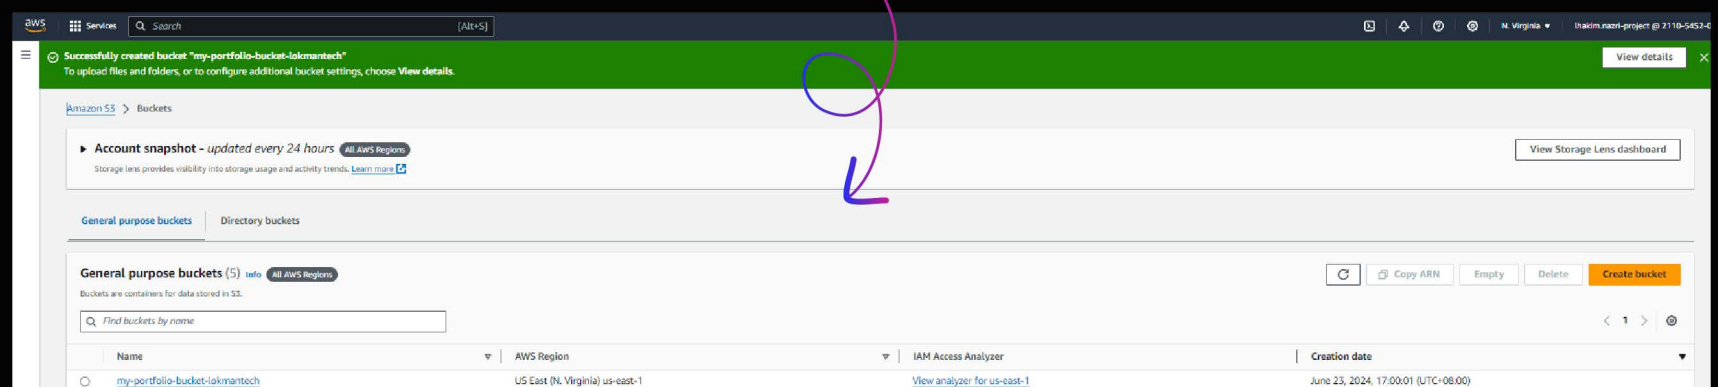 aws Services Search [Alt+S] N. Virginia
Successfully created bucket "my-portfolio-bucket-lokmantech"
To upload files and folders, or to configure additional bucket settings, choose View details.
View details
Amazon S3 > Buckets
Account snapshot - updated every 24 hours All AWS Regions
Storage lens provides visibility into storage usage and activity trends. Learn more
View Storage Lens dashboard
General purpose buckets Directory buckets
General purpose buckets (5) Info All AWS Regions
Buckets are containers for data stored in S3.
Copy ARN Empty Delete Create bucket
Find buckets by name
1
Name AWS Region IAM Access Analyzer Creation date
my-portfolio-bucket-lokmantech US East (N. Virginia) us-east-1 View analyzer for us-east-1 June 23, 2024, 17:00:01 (UTC+08:00)